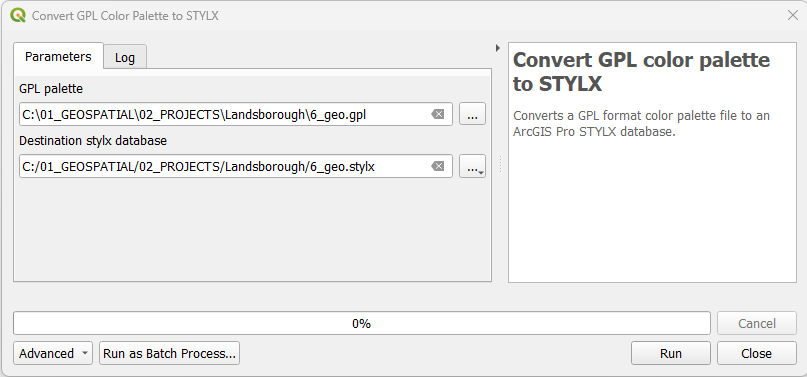 Convert GPL Color Palette to STYLX
Parameters
Log
GPL palette
C:\01_GEOSPATIAL\02_PROJECTS\Landsborough\6_geo.gpl
...
Destination stylx database
C:/01_GEOSPATIAL/02_PROJECTS/Landsborough/6_geo.stylx
...
Convert GPL color palette
to STYLX
Converts a GPL format color palette file to an
ArcGIS Pro STYLX database.
0%
Cancel
Advanced
Run as Batch Process...
Run
Close